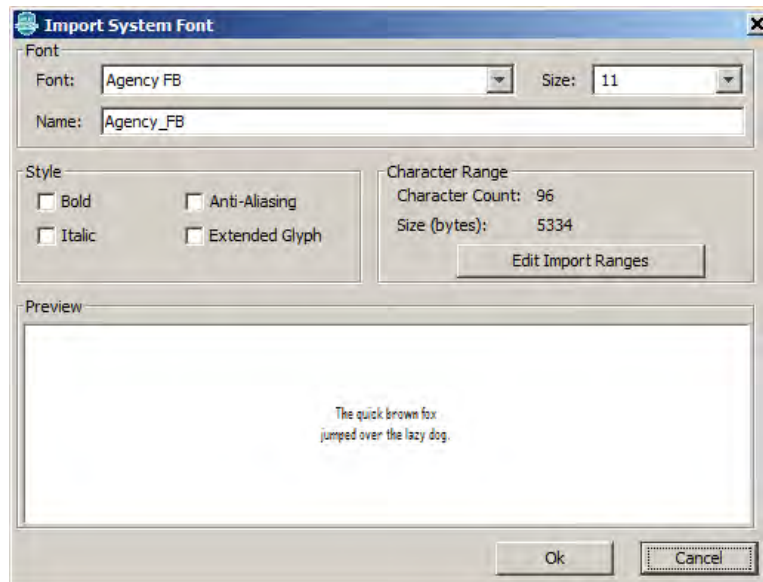 Import System Font
Font
Font: Agency FB Size: 11
Name: Agency_FB
Style
Bold Anti-Aliasing
Italic Extended Glyph
Character Range
Character Count: 96
Size (bytes): 5334
Edit Import Ranges
Preview
The quick brown fox
jumped over the lazy dog.
Ok Cancel